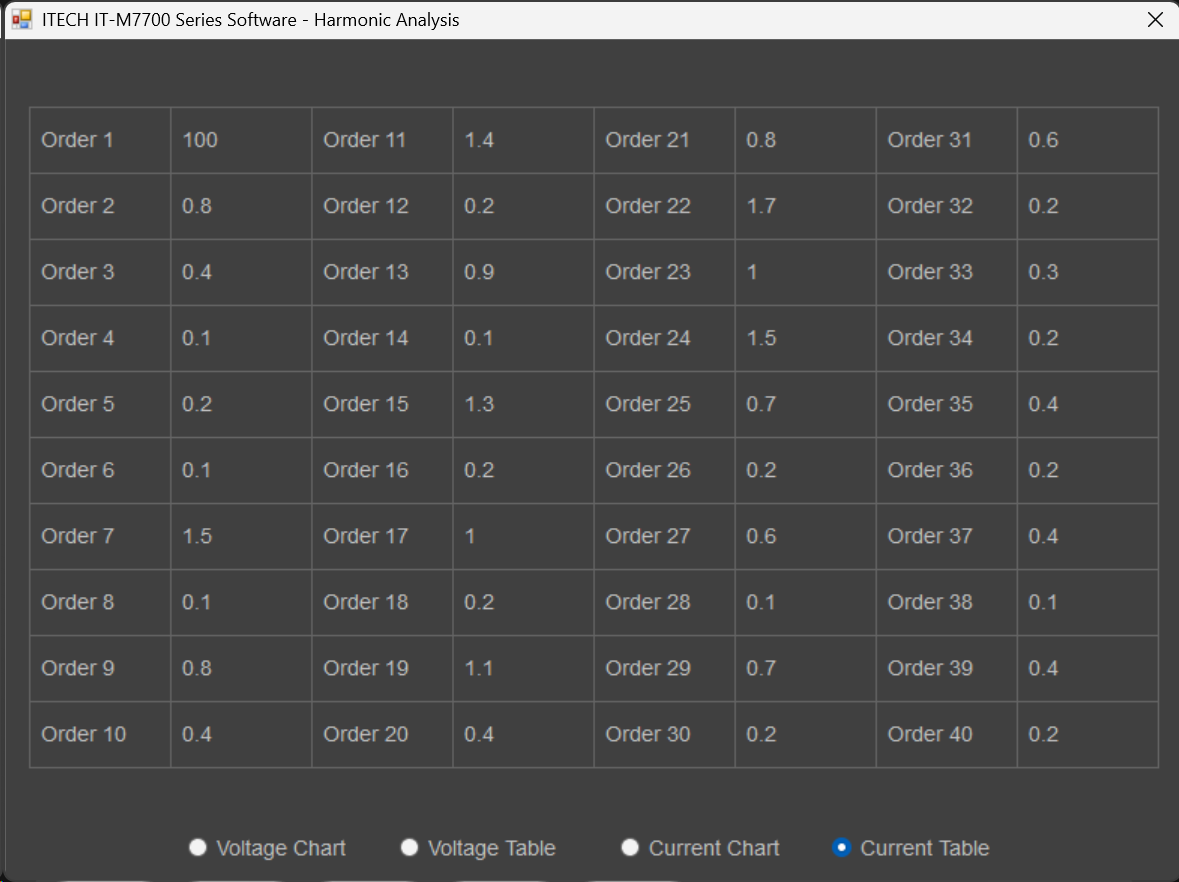 ITECH IT-M7700 Series Software - Harmonic Analysis
Order 1 100 Order 11 1.4 Order 21 0.8 Order 31 0.6
Order 2 0.8 Order 12 0.2 Order 22 1.7 Order 32 0.2
Order 3 0.4 Order 13 0.9 Order 23 1 Order 33 0.3
Order 4 0.1 Order 14 0.1 Order 24 1.5 Order 34 0.2
Order 5 0.2 Order 15 1.3 Order 25 0.7 Order 35 0.4
Order 6 0.1 Order 16 0.2 Order 26 0.2 Order 36 0.2
Order 7 1.5 Order 17 1 Order 27 0.6 Order 37 0.4
Order 8 0.1 Order 18 0.2 Order 28 0.1 Order 38 0.1
Order 9 0.8 Order 19 1.1 Order 29 0.7 Order 39 0.4
Order 10 0.4 Order 20 0.4 Order 30 0.2 Order 40 0.2
Voltage Chart Voltage Table Current Chart Current Table